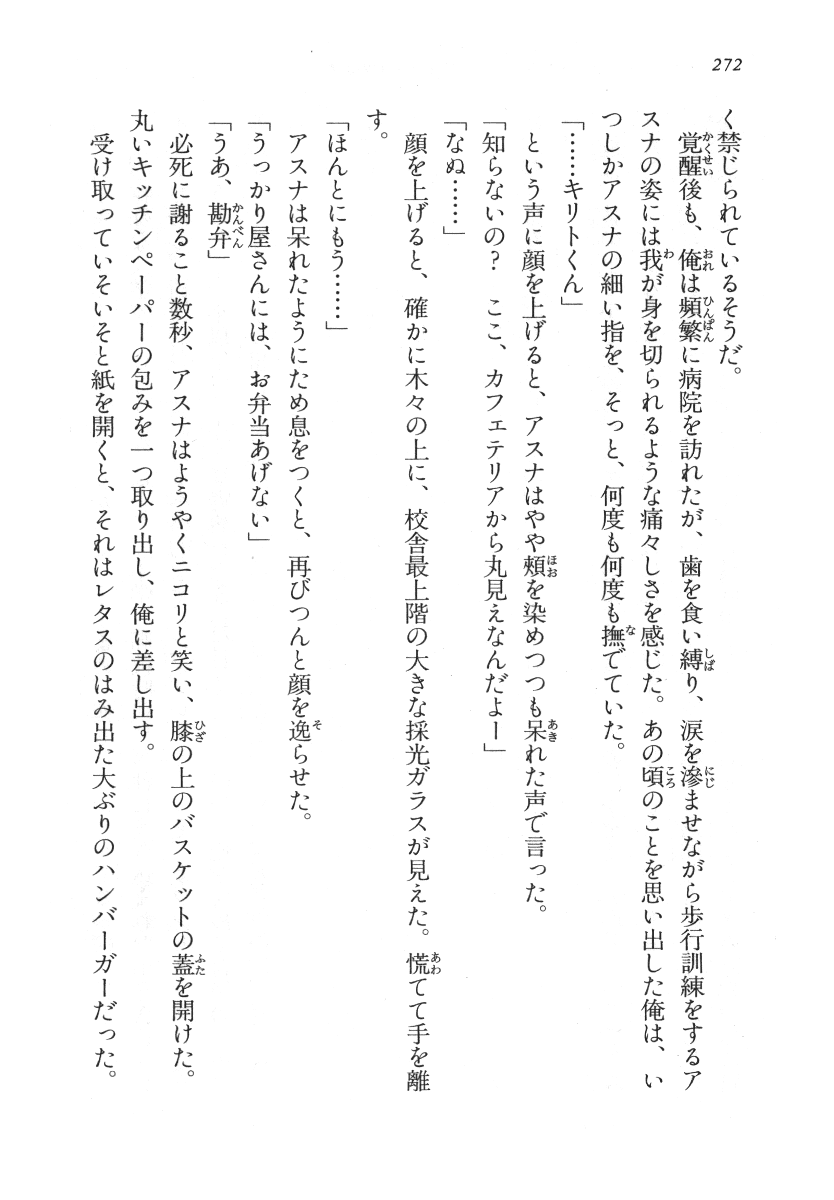 272
く禁じられているそうだ。
覚醒後も、俺は頻繁に病院を訪れたが、歯を食い縛り、涙を滲ませながら歩行訓練をするア
スナの姿には我が身を切られるような痛々しさを感じた。あの頃のことを思い出した俺は、い
つしかアスナの細い指を、そっと、何度も何度も撫でていた。
「……キリトくん」
という声に顔を上げると、アスナはやや頬を染めつつも呆れた声で言った。
「知らないの？　ここ、カフェテリアから丸見えなんだよー」
「なぬ……」
顔を上げると、確かに木々の上に、校舎最上階の大きな採光ガラスが見えた。慌てて手を離
す。
「ほんとにもう……」
アスナは呆れたようにため息をつくと、再びつんと顔を逸らせた。
「うっかり屋さんには、お弁当あげない」
「うあ、勘弁」
必死に謝ること数秒、アスナはようやくニコリと笑い、膝の上のバスケットの蓋を開けた。
丸いキッチンペーパーの包みを一つ取り出し、俺に差し出す。
受け取っていそいそと紙を開くと、それはレタスのはみ出た大ぶりのハンバーガーだった。